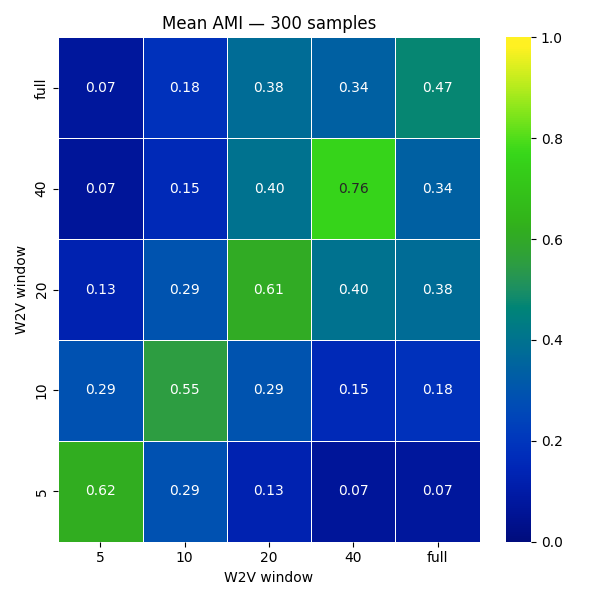 Mean AMI — 300 samples
full 0.07 0.18 0.38 0.34 0.47
40 0.07 0.15 0.40 0.76 0.34
20 0.13 0.29 0.61 0.40 0.38
10 0.29 0.55 0.29 0.15 0.18
5 0.62 0.29 0.13 0.07 0.07
5 10 20 40 full
W2V window
W2V window
1.0
0.8
0.6
0.4
0.2
0.0